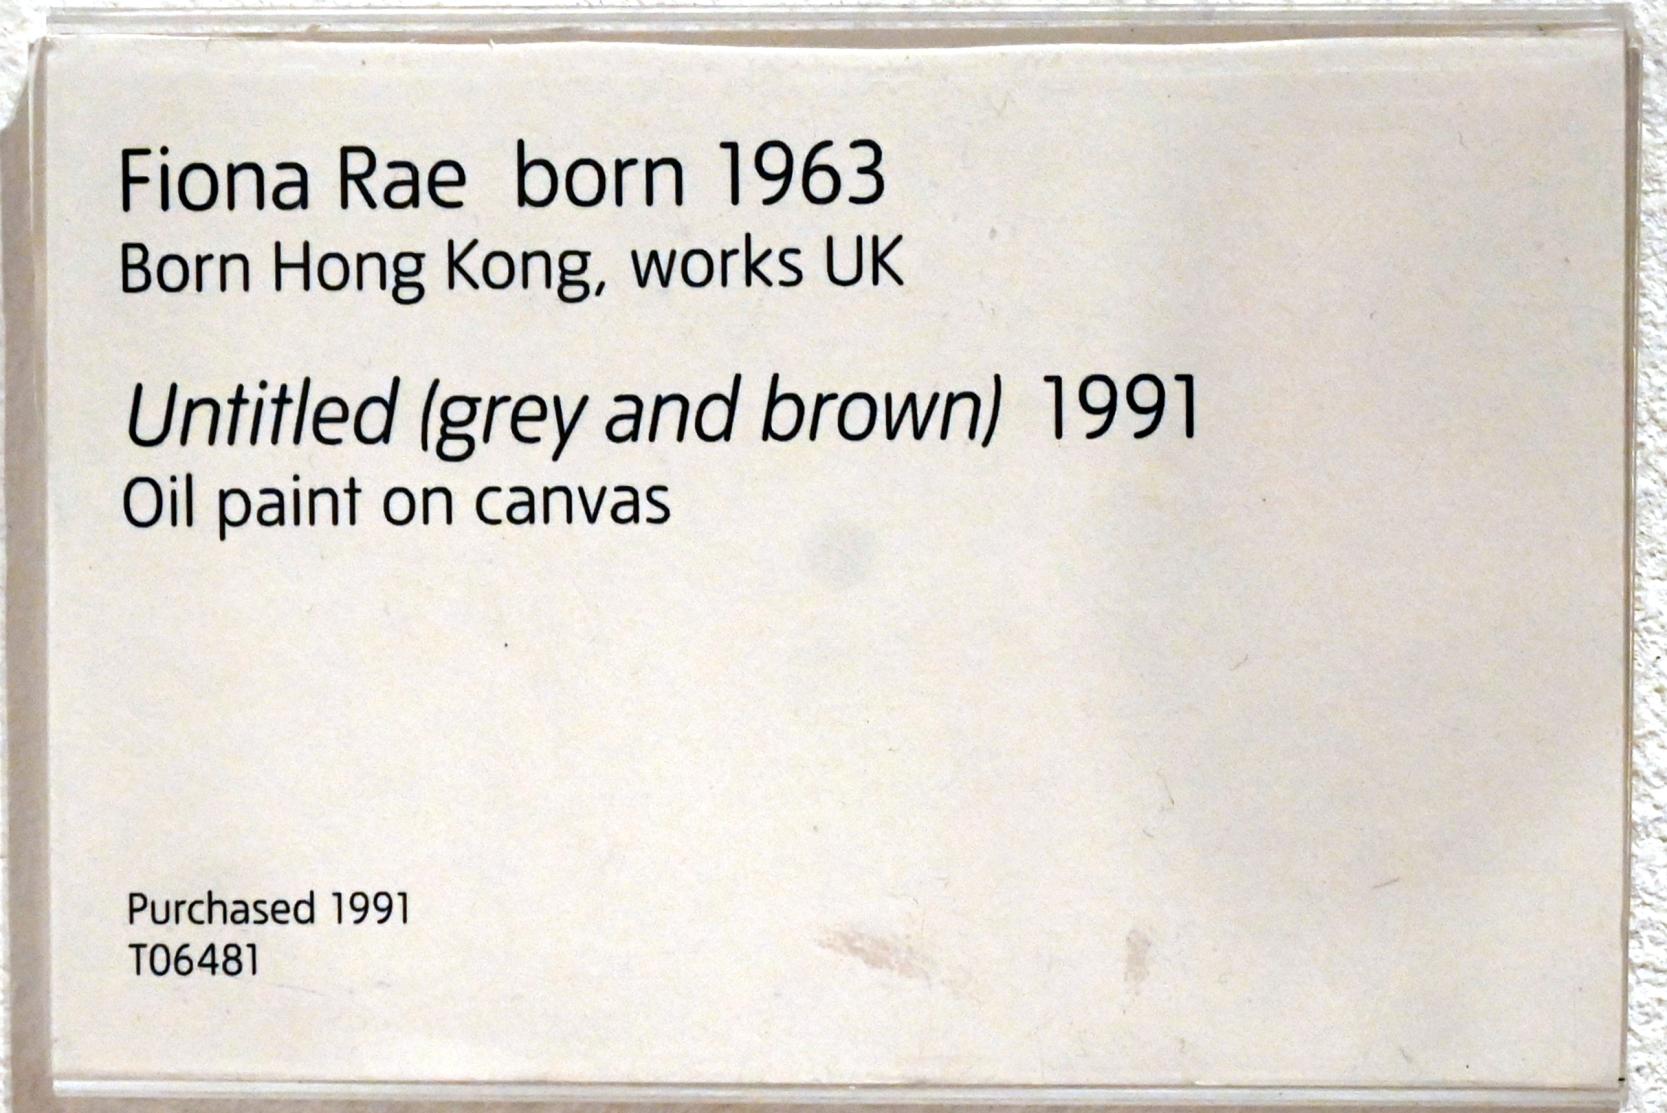 Fiona Rae born 1963
Born Hong Kong, works UK
Untitled (grey and brown) 1991
Oil paint on canvas
Purchased 1991
T06481